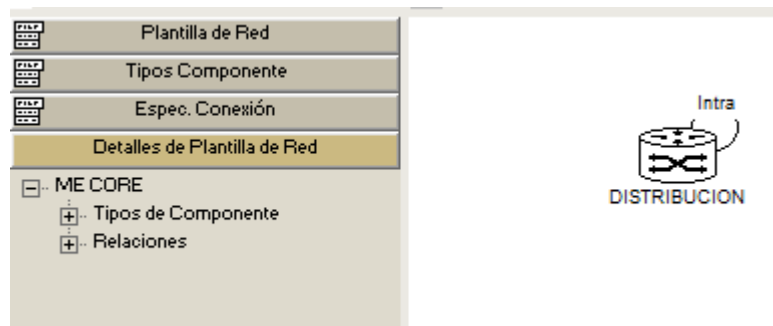 Plantilla de Red
Tipos Componente
Espec. Conexión
Detalles de Plantilla de Red
ME CORE
Tipos de Componente
Relaciones
Intra
DISTRIBUCION